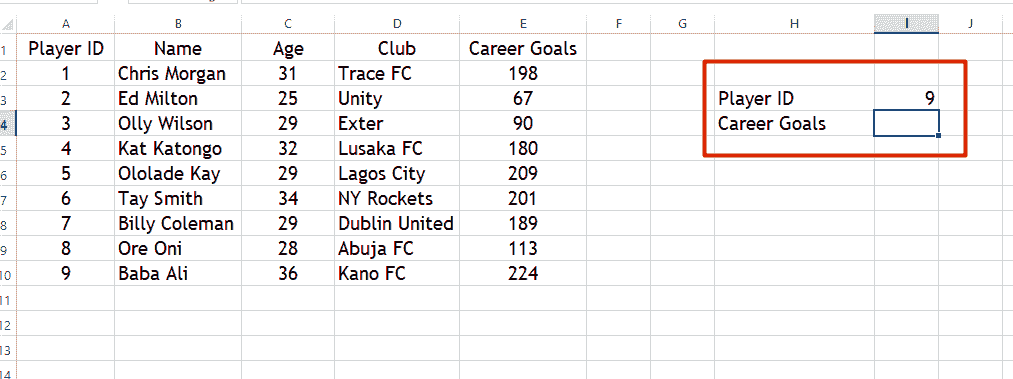 A B C D E F G H I J
1 Player ID Name Age Club Career Goals
2 1 Chris Morgan 31 Trace FC 198
3 2 Ed Milton 25 Unity 67 Player ID 9
4 3 Olly Wilson 29 Exter 90 Career Goals
5 4 Kat Katongo 32 Lusaka FC 180
6 5 Ololade Kay 29 Lagos City 209
7 6 Tay Smith 34 NY Rockets 201
8 7 Billy Coleman 29 Dublin United 189
9 8 Ore Oni 28 Abuja FC 113
10 9 Baba Ali 36 Kano FC 224
11
12
13
14